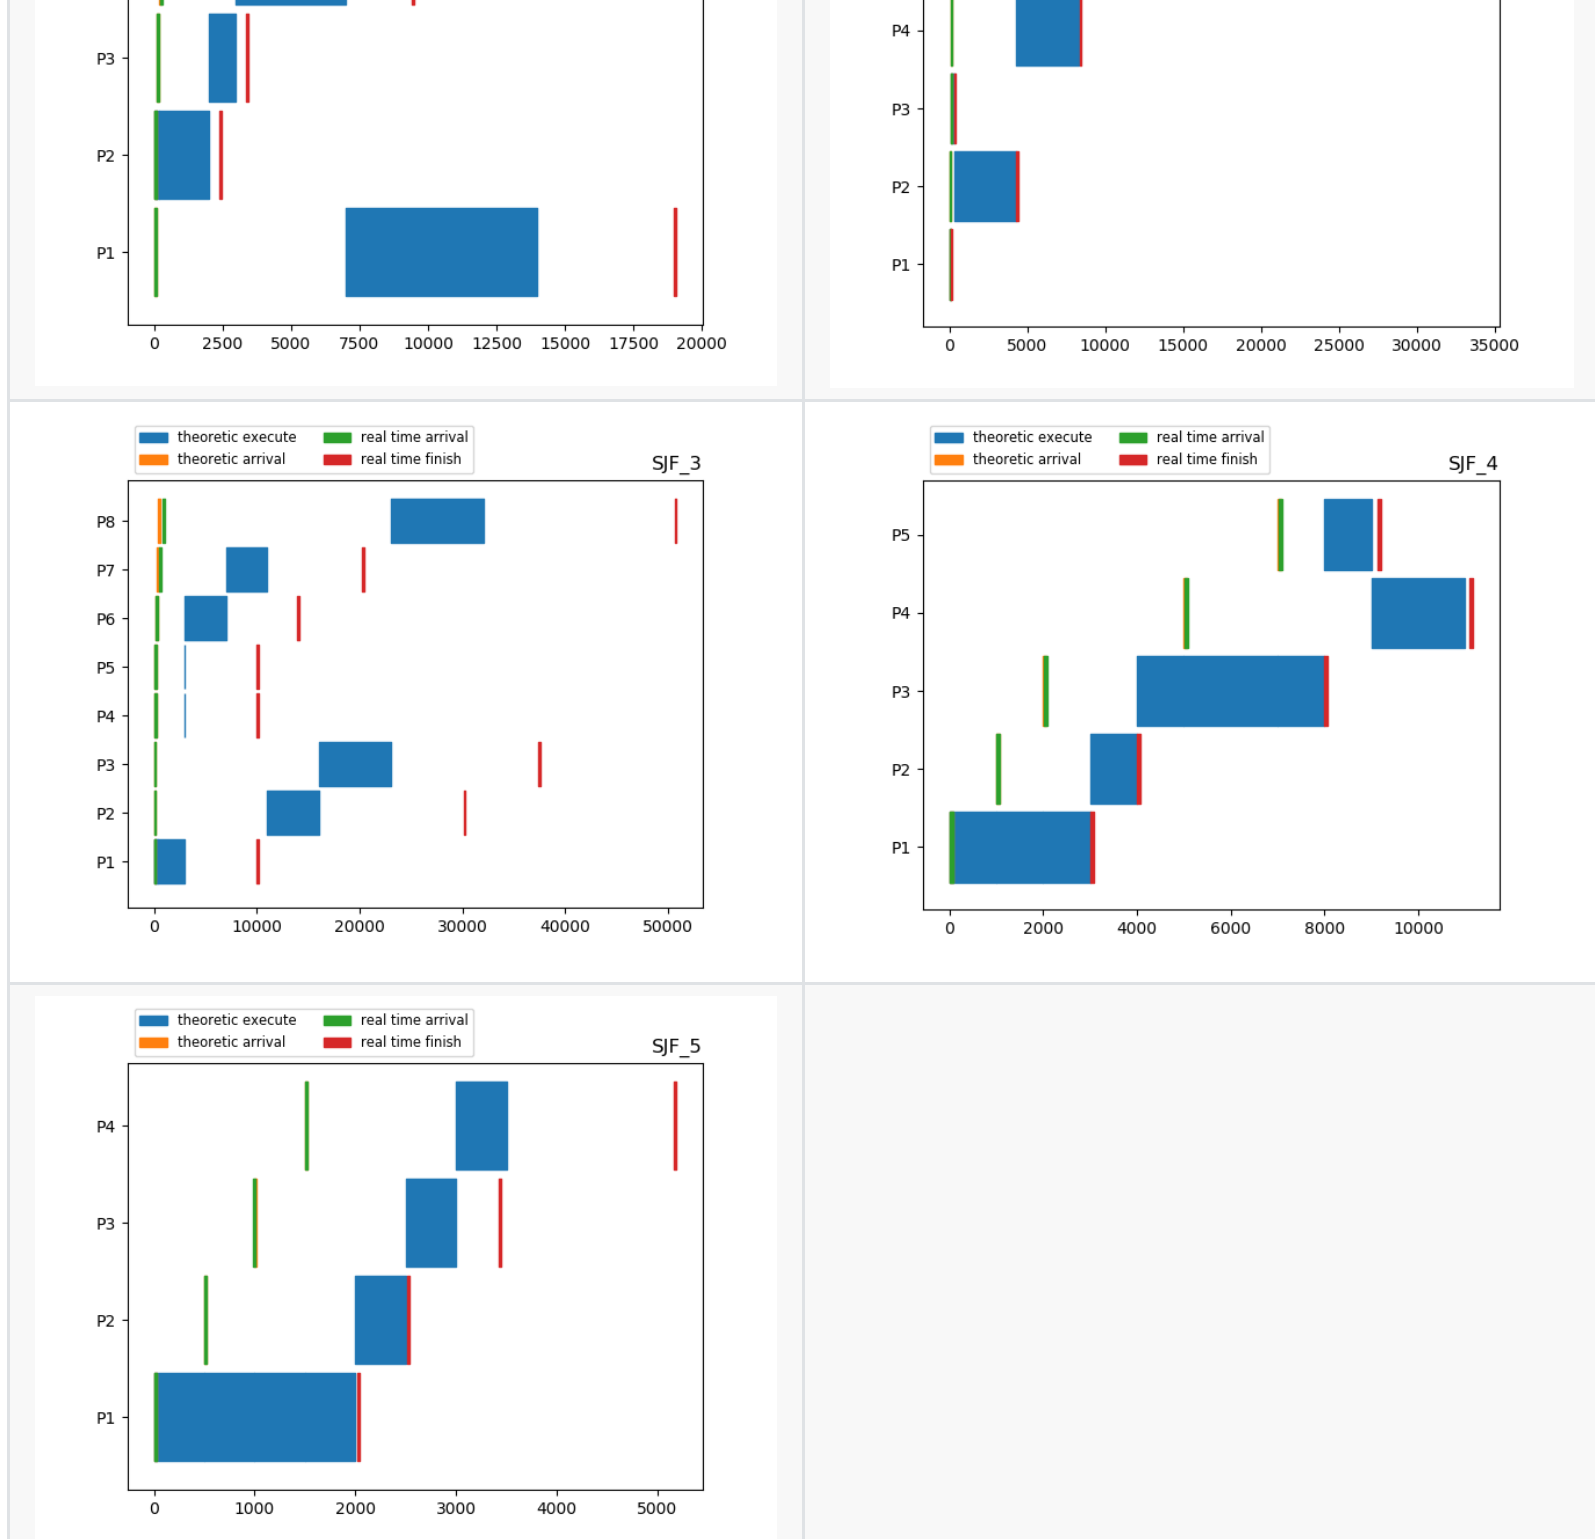 P3
P2
P1
0 2500 5000 7500 10000 12500 15000 17500 20000
P4
P3
P2
P1
0 5000 10000 15000 20000 25000 30000 35000
theoretic execute real time arrival
theoretic arrival real time finish
SJF_3
P8
P7
P6
P5
P4
P3
P2
P1
0 10000 20000 30000 40000 50000
theoretic execute real time arrival
theoretic arrival real time finish
SJF_4
P5
P4
P3
P2
P1
0 2000 4000 6000 8000 10000
theoretic execute real time arrival
theoretic arrival real time finish
SJF_5
P4
P3
P2
P1
0 1000 2000 3000 4000 5000